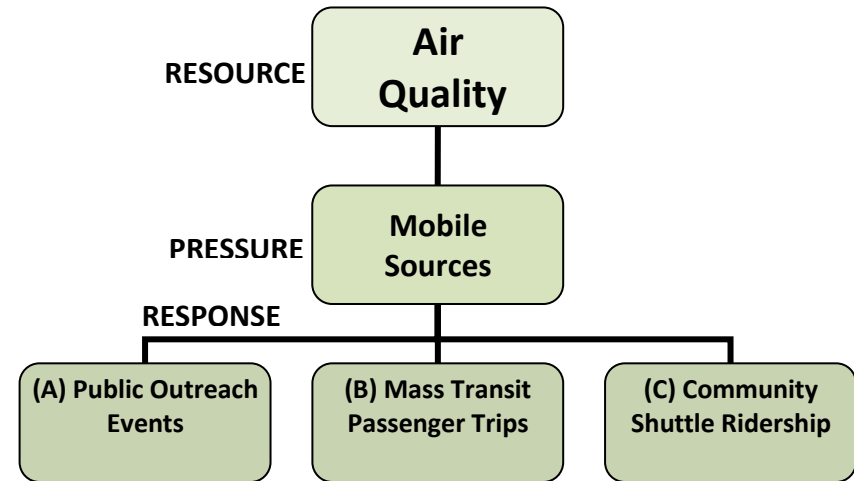 Air
Quality
RESOURCE
Mobile
Sources
PRESSURE
RESPONSE
(A) Public Outreach
Events
(B) Mass Transit
Passenger Trips
(C) Community
Shuttle Ridership